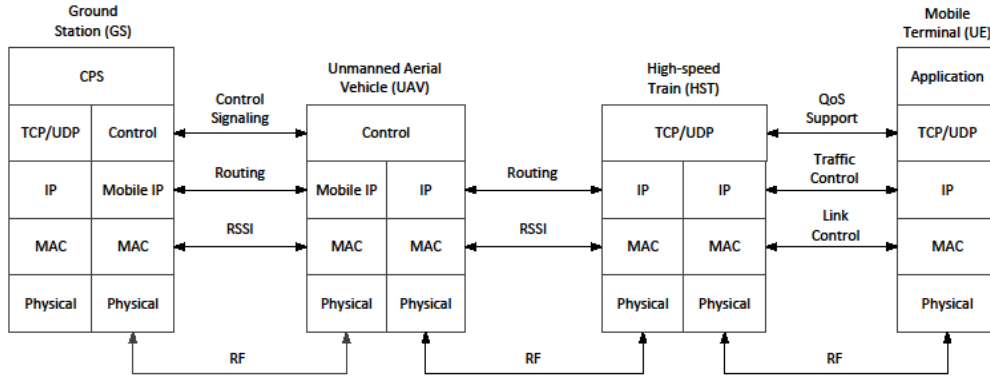 Ground
Station (GS)
Mobile
Terminal (UE)
Unmanned Aerial
Vehicle (UAV)
High-speed
Train (HST)
CPS
Application
Control
Signaling
QoS
Support
TCP/UDP
Control
Control
TCP/UDP
TCP/UDP
Routing
Routing
Traffic
Control
IP
Mobile IP
Mobile IP
IP
IP
IP
IP
RSSI
RSSI
Link
Control
MAC
MAC
MAC
MAC
MAC
MAC
MAC
Physical
Physical
Physical
Physical
Physical
Physical
Physical
RF
RF
RF